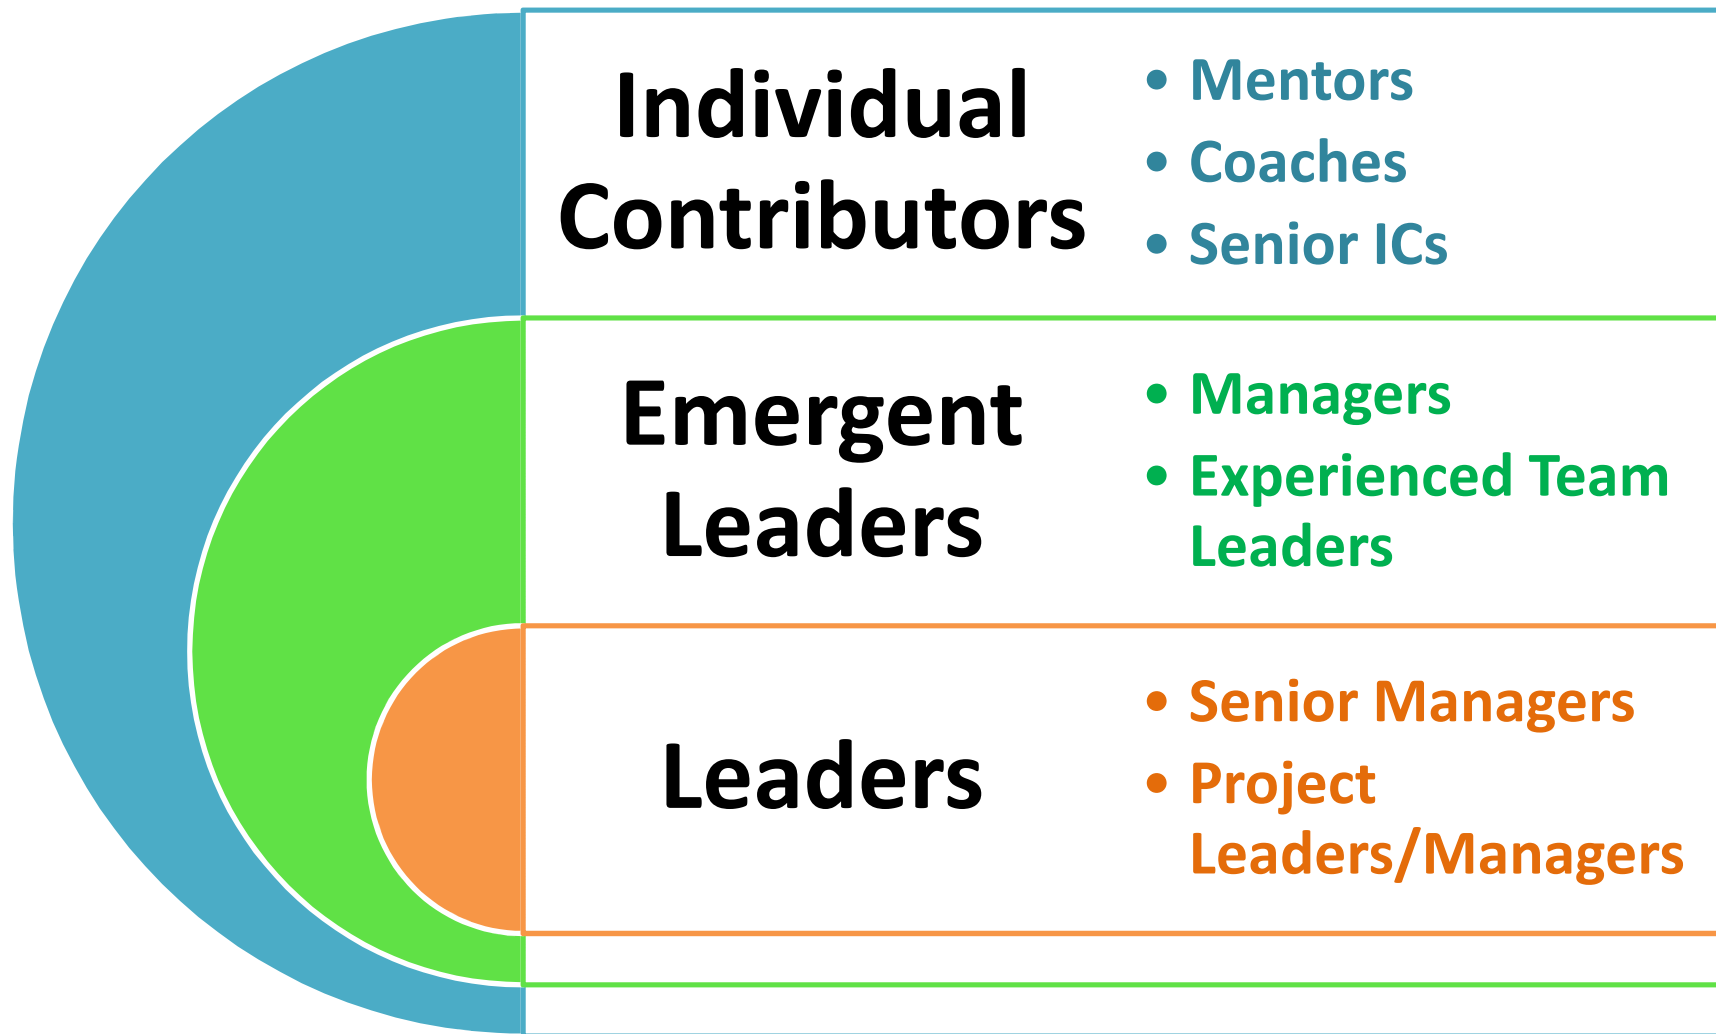 Individual
Contributors
• Mentors
• Coaches
• Senior ICs
Emergent
Leaders
• Managers
• Experienced Team
Leaders
Leaders
• Senior Managers
• Project
Leaders/Managers